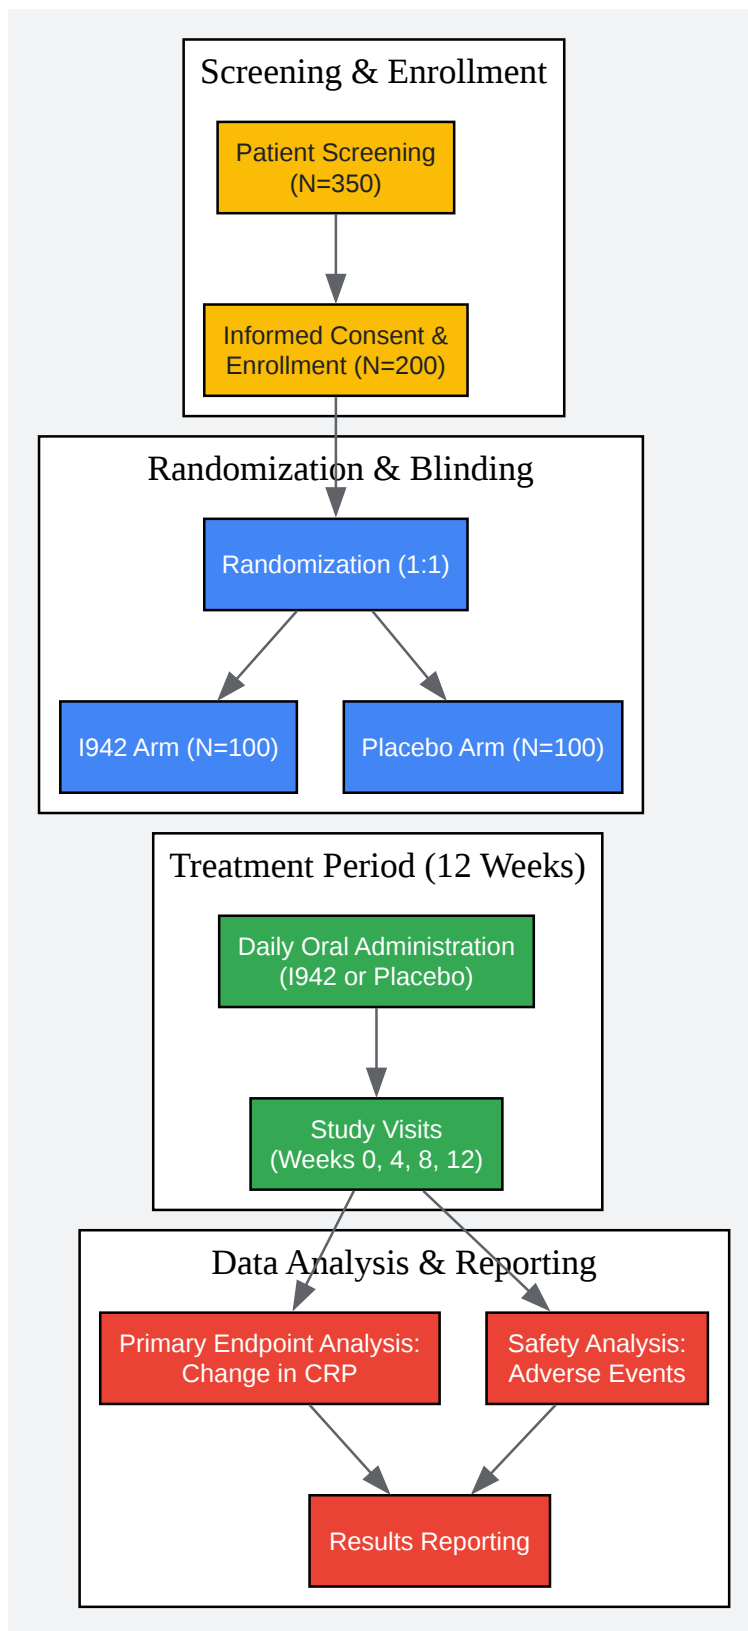 Screening & Enrollment
Patient Screening
(N=350)
Informed Consent &
Enrollment (N=200)
Randomization & Blinding
Randomization (1:1)
I942 Arm (N=100)
Placebo Arm (N=100)
Treatment Period (12 Weeks)
Daily Oral Administration
(I942 or Placebo)
Study Visits
(Weeks 0, 4, 8, 12)
Data Analysis & Reporting
Primary Endpoint Analysis:
Change in CRP
Safety Analysis:
Adverse Events
Results Reporting